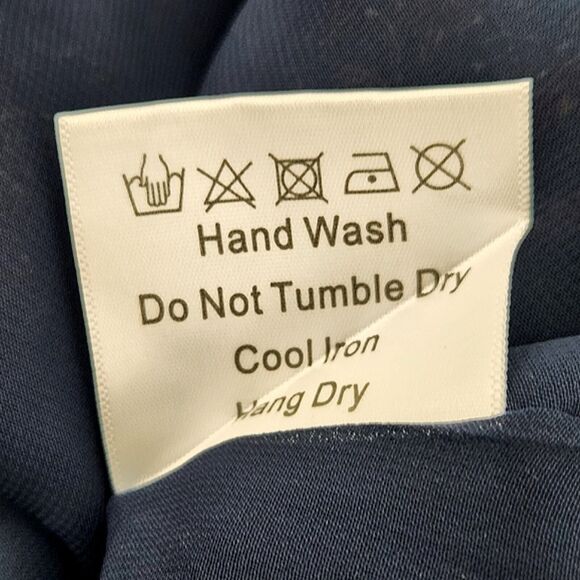 Hand Wash
Do Not Tumble Dry
Cool Iron
Hang Dry